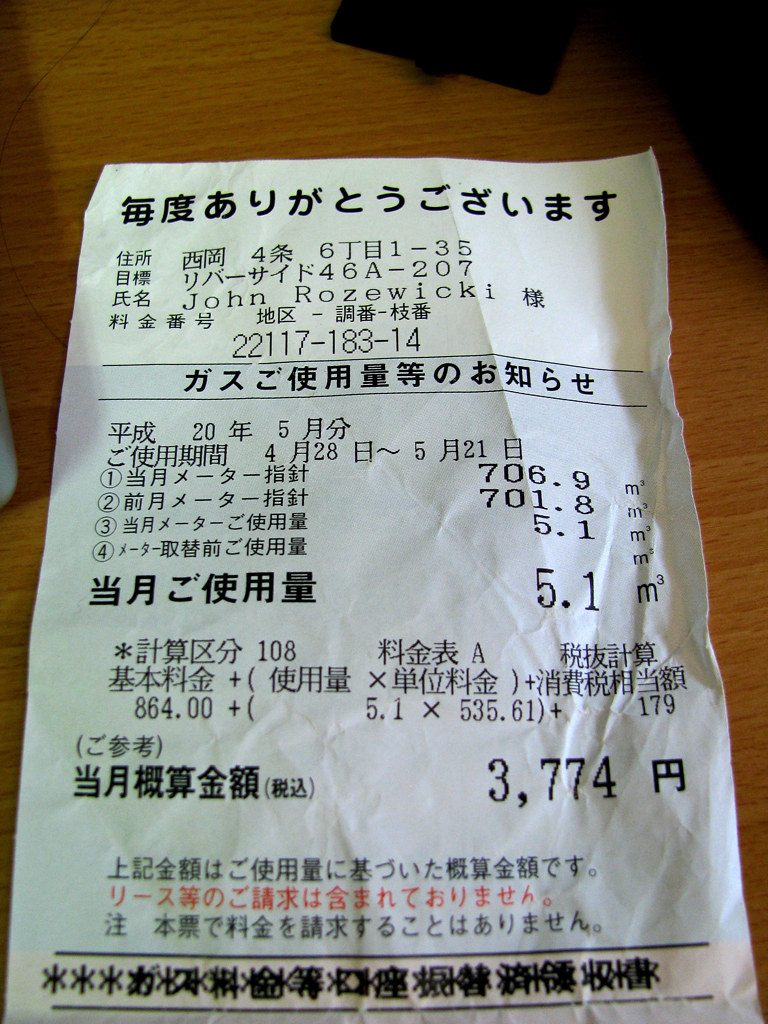 毎度ありがとうございます
住所 西岡 4条 6丁目1-35
目標 リバーサイド46A-207
氏名 John Rozewicki 様
料金番号 地区 - 調番-枝番
22117-183-14
ガスご使用量等のお知らせ
平成 20 年 5 月分
ご使用期間 4 月28 日～ 5 月21 日
①当月メーター指針 706.9 m³
②前月メーター指針 701.8 m³
③当月メーターご使用量 5.1 m³
④メーター取替前ご使用量 m³
当月ご使用量 5.1 m³
*計算区分 108 料金表 A 税抜計算
基本料金 +( 使用量 ×単位料金 )+消費税相当額
864.00 +( 5.1 × 535.61)+ 179
(ご参考)
当月概算金額(税込) 3,774 円
上記金額はご使用量に基づいた概算金額です。
リース等のご請求は含まれておりません。
注 本票で料金を請求することはありません。
***ガス料金等口座振替済領収書